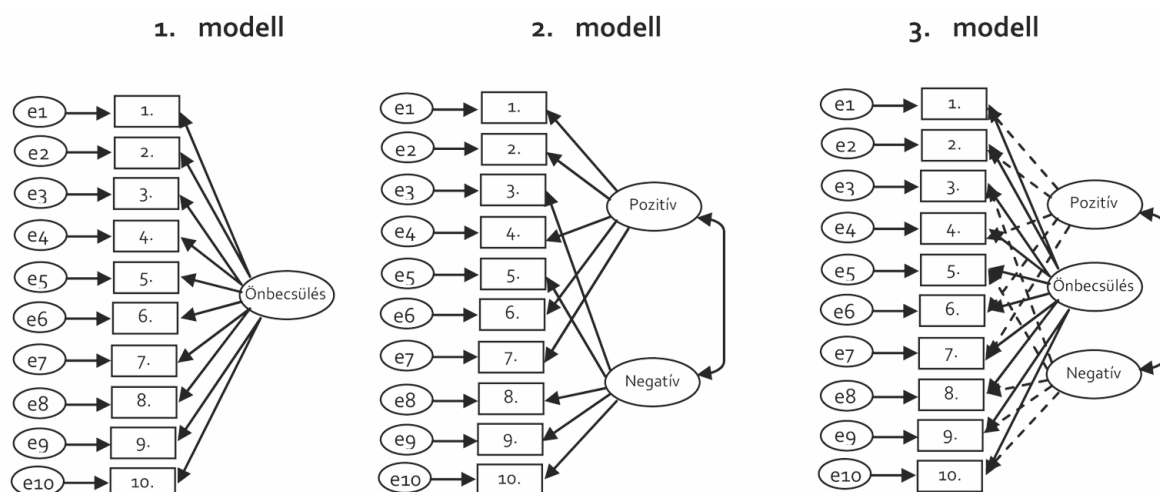 1. modell
e1 1.
e2 2.
e3 3.
e4 4.
e5 5.
e6 6.
e7 7.
e8 8.
e9 9.
e10 10.
Önbecsülés
2. modell
e1 1.
e2 2.
e3 3.
e4 4.
e5 5.
e6 6.
e7 7.
e8 8.
e9 9.
e10 10.
Pozitív
Negatív
3. modell
e1 1.
e2 2.
e3 3.
e4 4.
e5 5.
e6 6.
e7 7.
e8 8.
e9 9.
e10 10.
Pozitív
Önbecsülés
Negatív